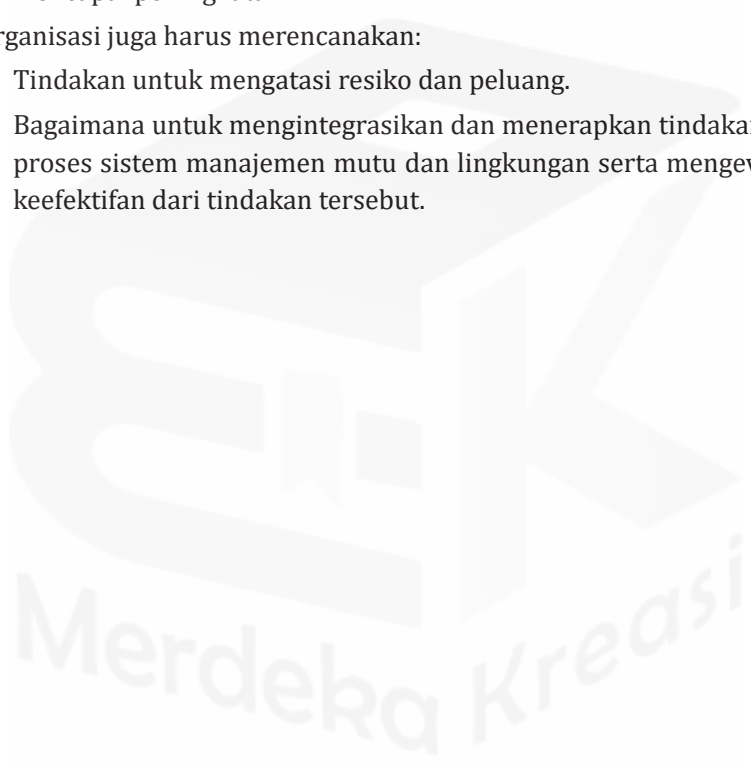 rganisasi juga harus merencanakan:
Tindakan untuk mengatasi resiko dan peluang.
Bagaimana untuk mengintegrasikan dan menerapkan tindakan
proses sistem manajemen mutu dan lingkungan serta mengev
keefektifan dari tindakan tersebut.
Merdeka Kreasi